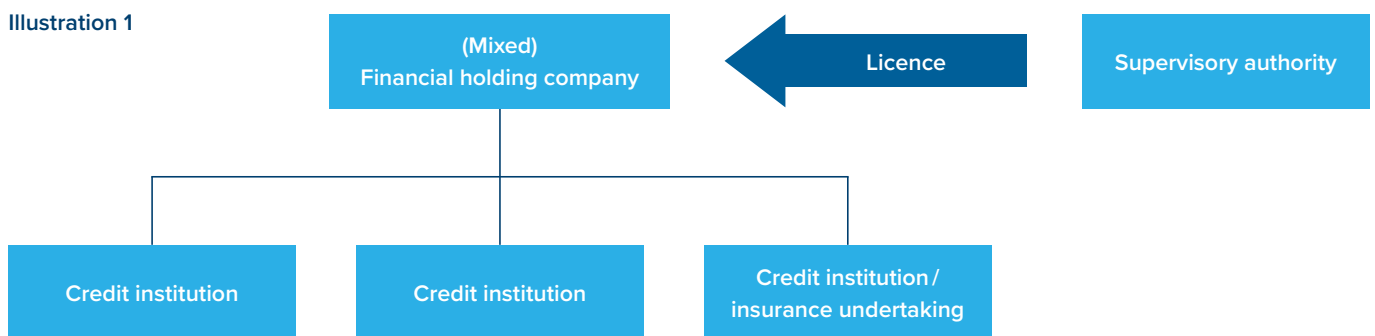 Illustration 1
(Mixed)
Financial holding company
Licence
Supervisory authority
Credit institution
Credit institution
Credit institution /
insurance undertaking